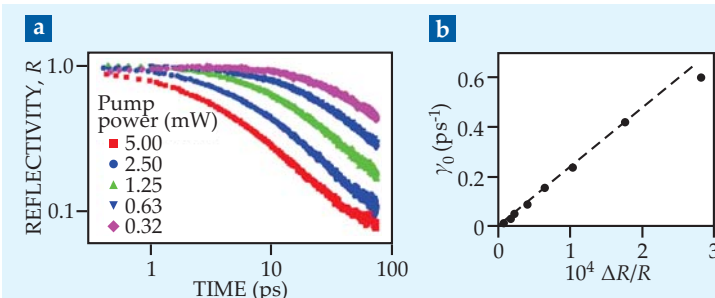 a
REFLECTIVITY, R
1.0
0.1
Pump
power (mW)
5.00
2.50
1.25
0.63
0.32
1
10
100
TIME (ps)
b
γ₀ (ps⁻¹)
0.6
0.4
0.2
0
0
1
2
3
10⁴ ΔR/R